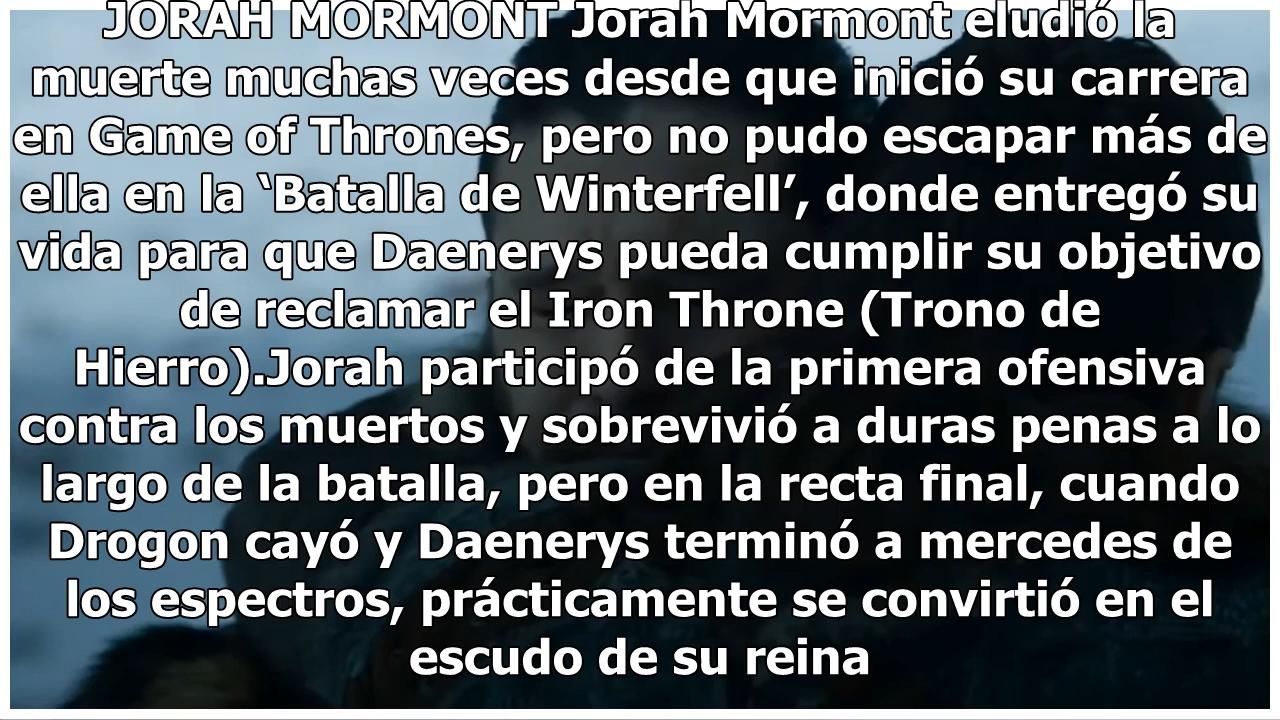 JORAH MORMONT Jorah Mormont eludió la
muerte muchas veces desde que inició su carrera
en Game of Thrones, pero no pudo escapar más de
ella en la ‘Batalla de Winterfell’, donde entregó su
vida para que Daenerys pueda cumplir su objetivo
de reclamar el Iron Throne (Trono de
Hierro).Jorah participó de la primera ofensiva
contra los muertos y sobrevivió a duras penas a lo
largo de la batalla, pero en la recta final, cuando
Drogon cayó y Daenerys terminó a mercedes de
los espectros, prácticamente se convirtió en el
escudo de su reina